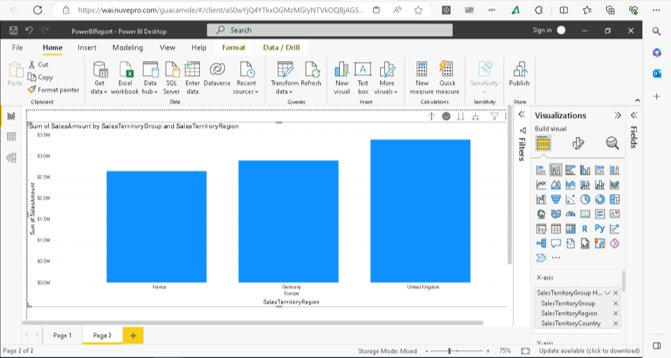 https://wai.nuvepro.com/guacamole/#/client/aS0wYjQ4YTkxOGMzMGIyNTVkOQBjAG5...
PowerBIReport - Power BI Desktop
Search
Sign in
File Home Insert Modeling View Help Format Data / Drill
Paste
Cut
Copy
Format painter
Get data
Excel workbook
Data hub
SQL Server
Enter data
Dataverse
Recent sources
Transform data
Refresh
New visual
Text box
More visuals
New measure
Quick measure
Sensitivity
Publish
Clipboard Data Queries Insert Calculations Sensitivity Share
Sum of SalesAmount by SalesTerritoryGroup and SalesTerritoryRegion
Sum of SalesAmount
$3.5M
$3.0M
$2.5M
$2.0M
$1.5M
$1.0M
$0.5M
$0.0M
France Germany United Kingdom
Europe
SalesTerritoryRegion
Filters
Visualizations
Build visual
Fields
X-axis
SalesTerritoryGroup H...
SalesTerritoryGroup
SalesTerritoryRegion
SalesTerritoryCountry
Y-axis
Page 1 Page 2
Page 2 of 2
Storage Mode: Mixed
75%
Update available (click to download)